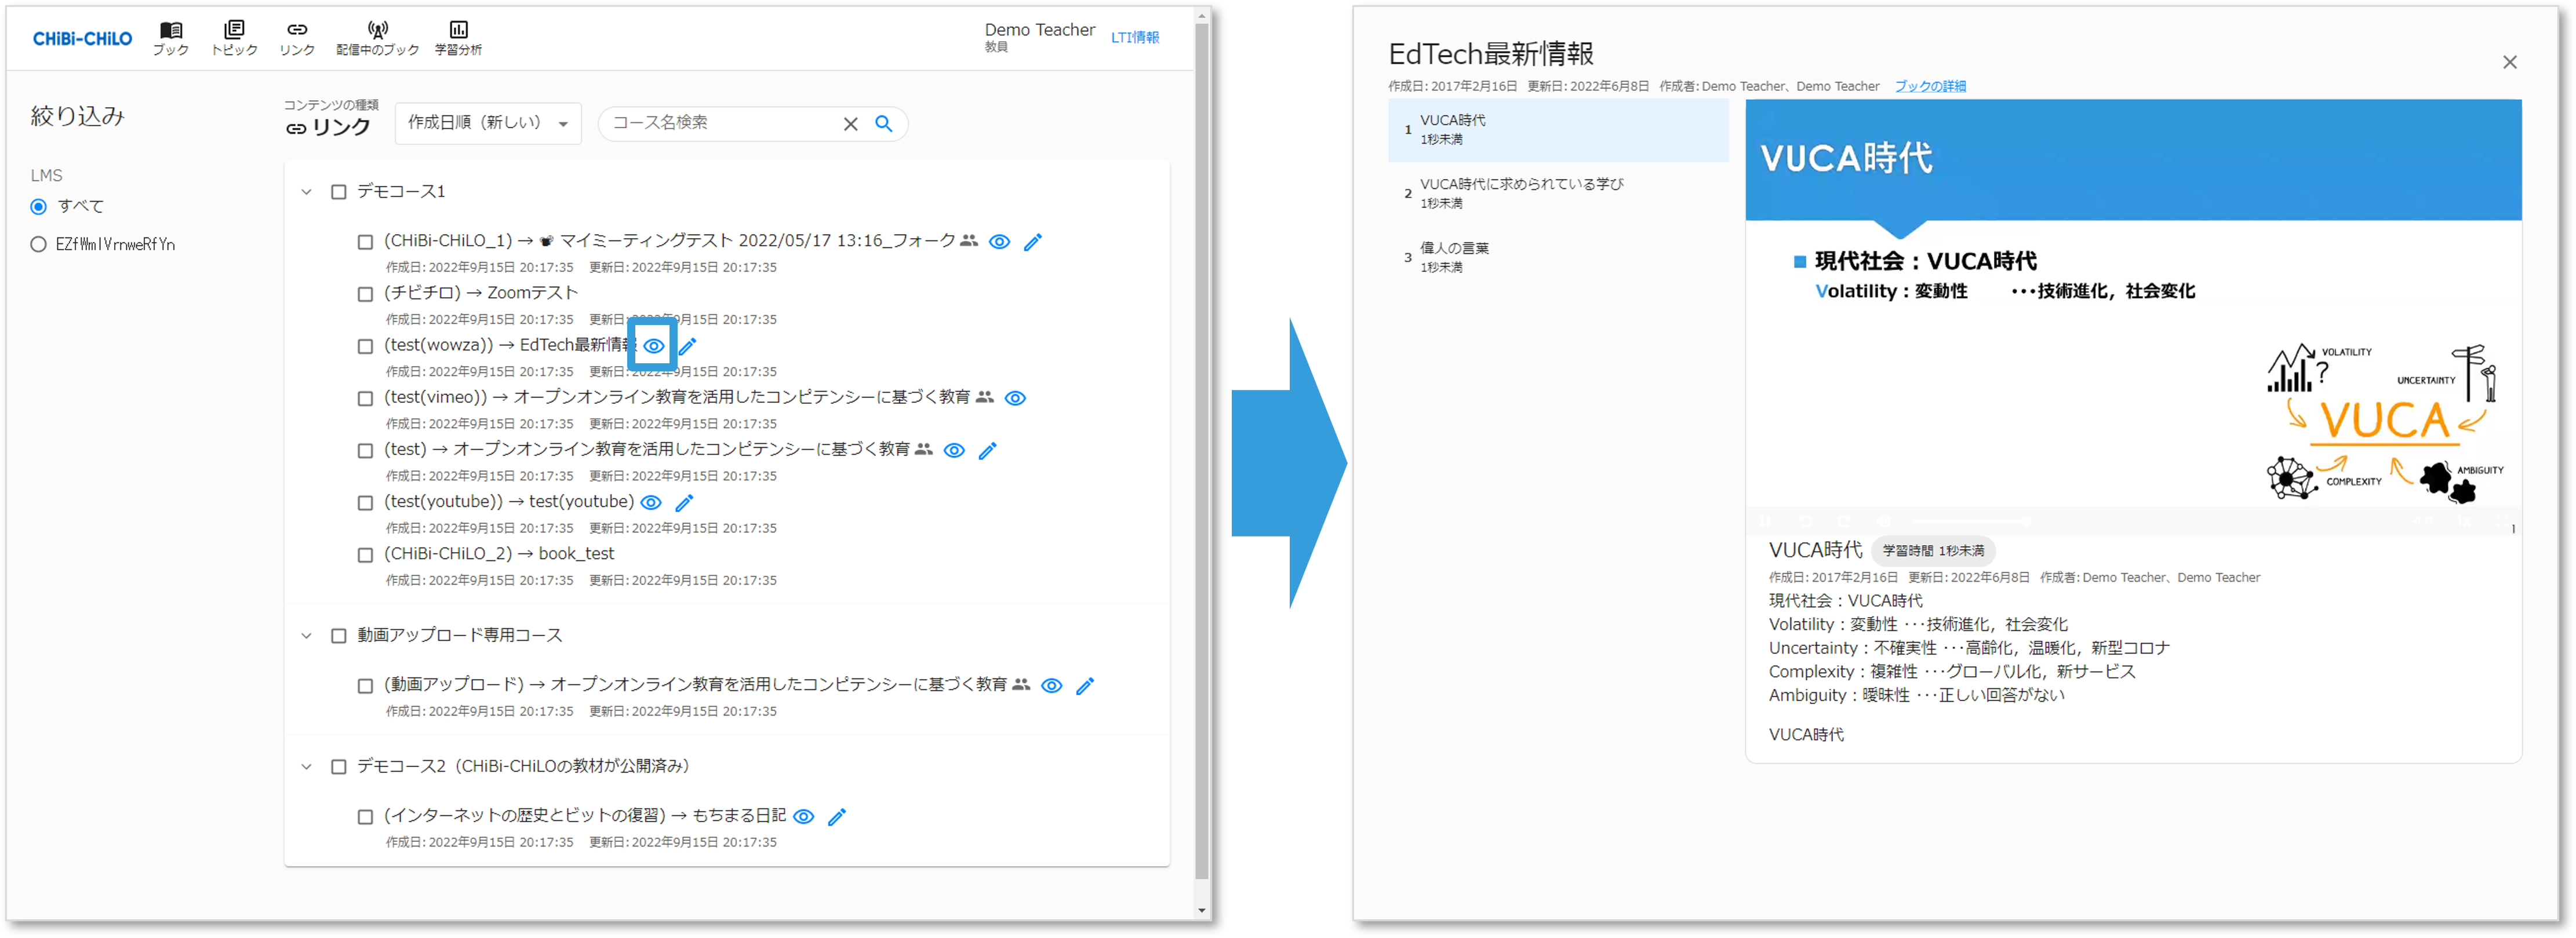 CHiBi-CHiLO
ブック
トピック
リンク
配信中のブック
学習分析
Demo Teacher
教員
LTI情報
絞り込み
LMS
すべて
EZfWmIVrnweRfYn
コンテンツの種類
リンク
作成日順（新しい）
コース名検索
デモコース1
(CHiBi-CHiLO_1) → マイミーティングテスト 2022/05/17 13:16_フォーク
作成日: 2022年9月15日 20:17:35 更新日: 2022年9月15日 20:17:35
(チビチロ) → Zoomテスト
作成日: 2022年9月15日 20:17:35 更新日: 2022年9月15日 20:17:35
(test(wowza)) → EdTech最新情報
作成日: 2022年9月15日 20:17:35 更新日: 2022年9月15日 20:17:35
(test(vimeo)) → オープンオンライン教育を活用したコンピテンシーに基づく教育
作成日: 2022年9月15日 20:17:35 更新日: 2022年9月15日 20:17:35
(test) → オープンオンライン教育を活用したコンピテンシーに基づく教育
作成日: 2022年9月15日 20:17:35 更新日: 2022年9月15日 20:17:35
(test(youtube)) → test(youtube)
作成日: 2022年9月15日 20:17:35 更新日: 2022年9月15日 20:17:35
(CHiBi-CHiLO_2) → book_test
作成日: 2022年9月15日 20:17:35 更新日: 2022年9月15日 20:17:35
動画アップロード専用コース
(動画アップロード) → オープンオンライン教育を活用したコンピテンシーに基づく教育
作成日: 2022年9月15日 20:17:35 更新日: 2022年9月15日 20:17:35
デモコース2（CHiBi-CHiLOの教材が公開済み）
(インターネットの歴史とビットの復習) → もちまる日記
作成日: 2022年9月15日 20:17:35 更新日: 2022年9月15日 20:17:35
EdTech最新情報
作成日: 2017年2月16日 更新日: 2022年6月8日 作成者: Demo Teacher、Demo Teacher ブックの詳細
1 VUCA時代
1秒未満
2 VUCA時代に求められている学び
1秒未満
3 偉人の言葉
1秒未満
VUCA時代
現代社会：VUCA時代
Volatility：変動性 ･･･技術進化，社会変化
VOLATILITY
UNCERTAINTY
VUCA
COMPLEXITY
AMBIGUITY
1
VUCA時代 学習時間 1秒未満
作成日: 2017年2月16日 更新日: 2022年6月8日 作成者: Demo Teacher、Demo Teacher
現代社会：VUCA時代
Volatility：変動性 ･･･技術進化，社会変化
Uncertainty：不確実性 ･･･高齢化，温暖化，新型コロナ
Complexity：複雑性 ･･･グローバル化，新サービス
Ambiguity：曖昧性 ･･･正しい回答がない
VUCA時代